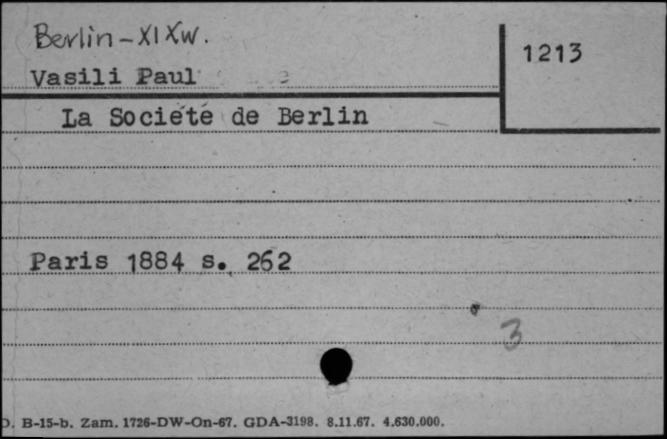 Berlin-XIXw.
1213
Vasili Paul
La Société de Berlin
Paris 1884 s. 262
3
D. B-15-b. Zam. 1726-DW-On-67. GDA-3198. 8.11.67. 4.630.000.